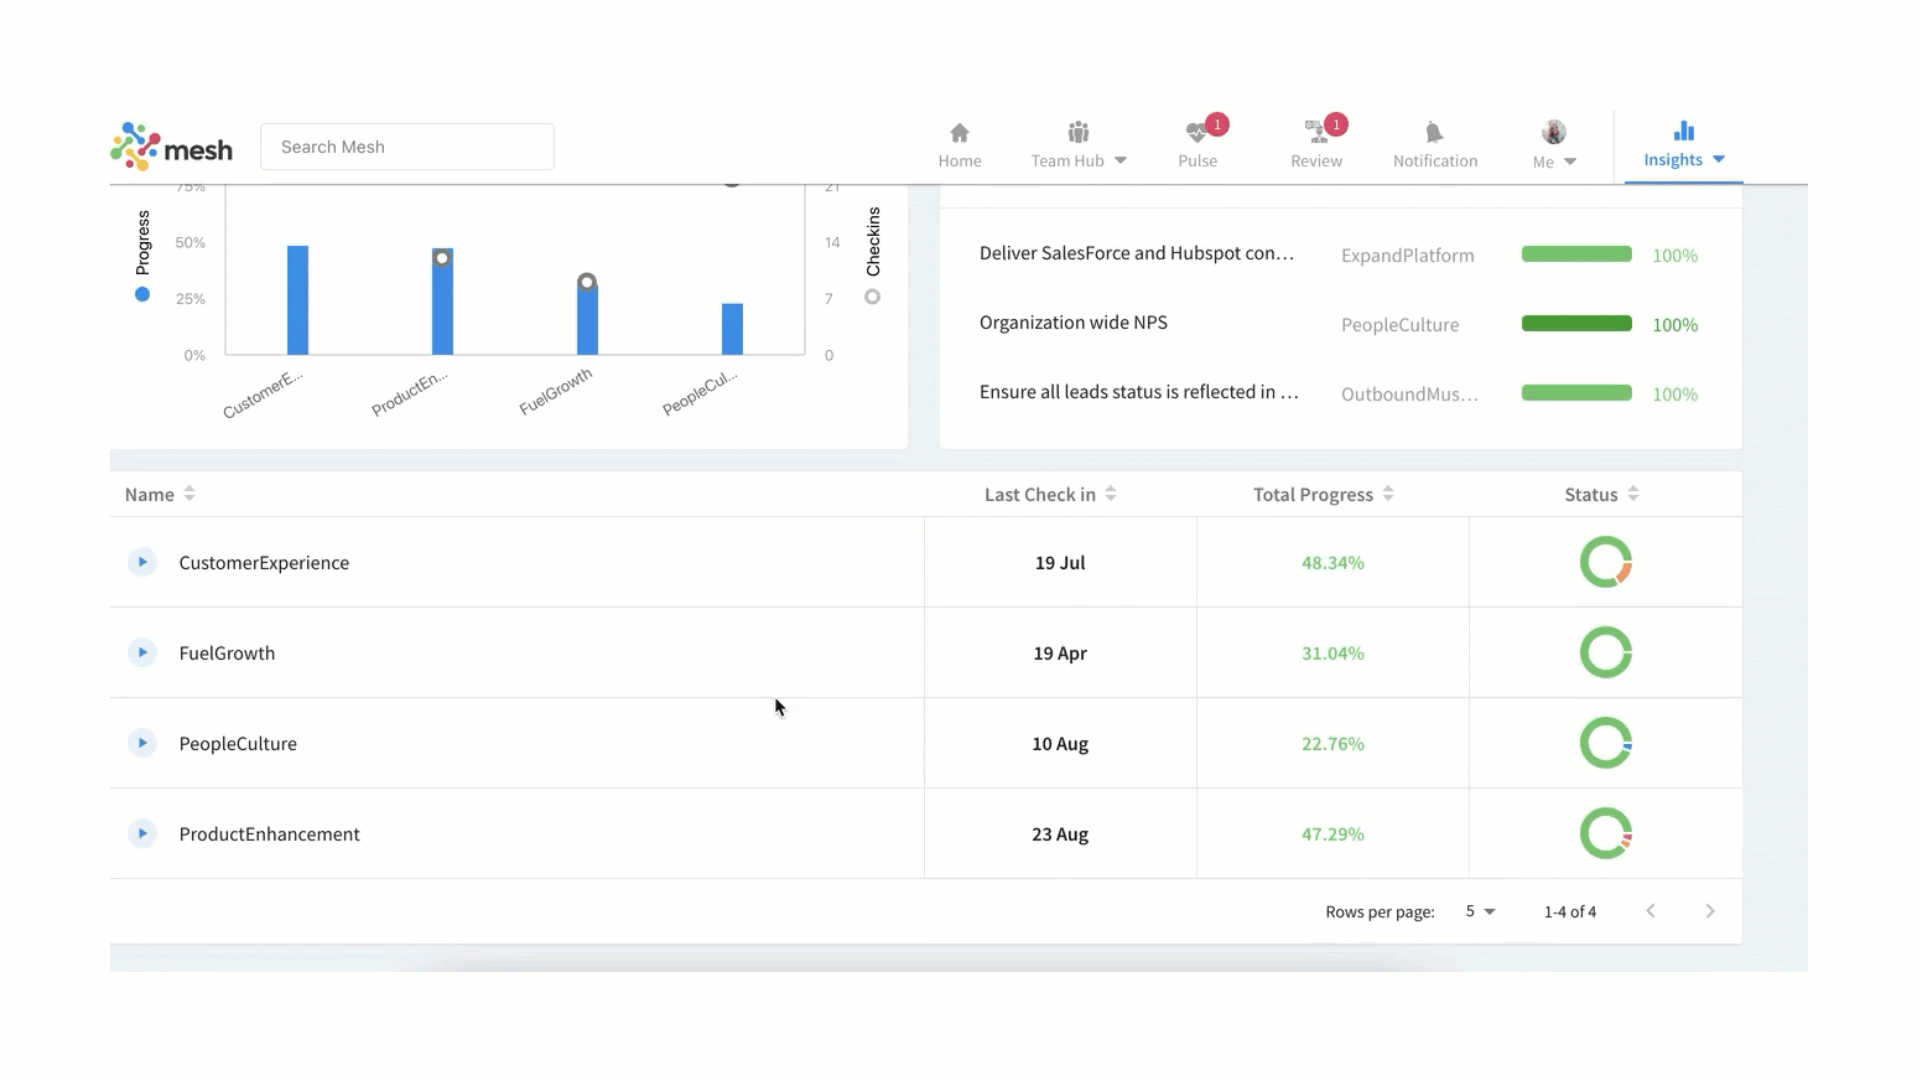 mesh
Search Mesh
Home
Team Hub
1
Pulse
1
Review
Notification
Me
Insights
75%
50%
25%
0%
Progress
21
14
7
0
Checkins
CustomerE...
ProductEn...
FuelGrowth
PeopleCul...
Deliver SalesForce and Hubspot con... ExpandPlatform 100%
Organization wide NPS PeopleCulture 100%
Ensure all leads status is reflected in ... OutboundMus... 100%
Name Last Check in Total Progress Status
CustomerExperience 19 Jul 48.34%
FuelGrowth 19 Apr 31.04%
PeopleCulture 10 Aug 22.76%
ProductEnhancement 23 Aug 47.29%
Rows per page: 5 1-4 of 4